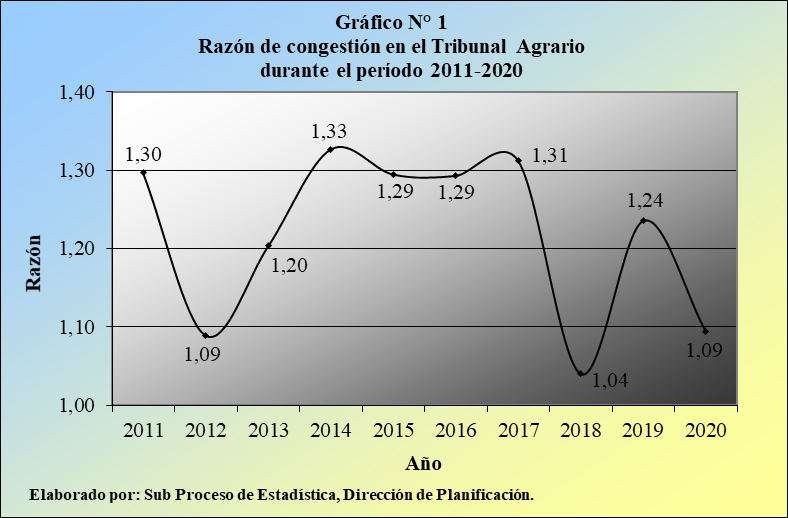 Gráfico N° 1
Razón de congestión en el Tribunal Agrario
durante el período 2011-2020
1,40
1,30
1,20
1,10
1,00
Razón
1,30
1,09
1,20
1,33
1,29
1,29
1,31
1,04
1,24
1,09
2011 2012 2013 2014 2015 2016 2017 2018 2019 2020
Año
Elaborado por: Sub Proceso de Estadística, Dirección de Planificación.